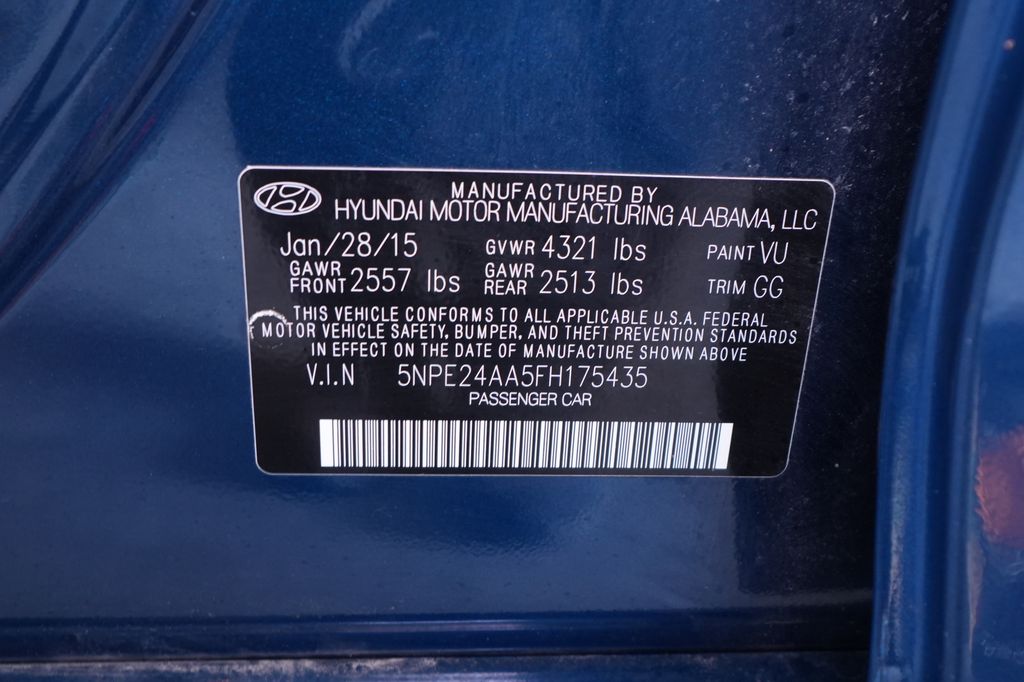 MANUFACTURED BY
HYUNDAI MOTOR MANUFACTURING ALABAMA, LLC
Jan/28/15 GVWR 4321 lbs PAINT VU
GAWR FRONT 2557 lbs GAWR REAR 2513 lbs TRIM GG
THIS VEHICLE CONFORMS TO ALL APPLICABLE U.S.A. FEDERAL
MOTOR VEHICLE SAFETY, BUMPER, AND THEFT PREVENTION STANDARDS
IN EFFECT ON THE DATE OF MANUFACTURE SHOWN ABOVE
V.I.N 5NPE24AA5FH175435
PASSENGER CAR